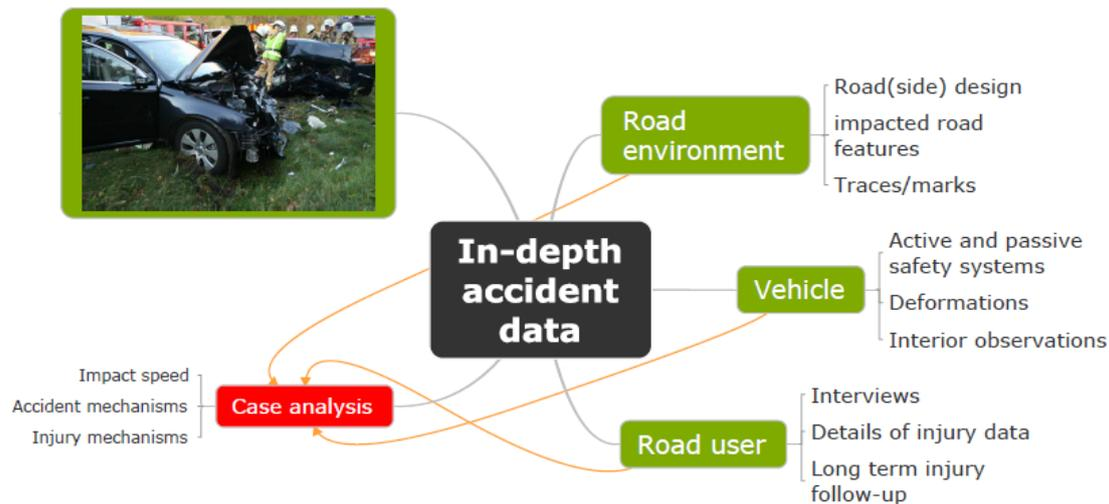 In-depth
accident
data
Road
environment
Road(side) design
impacted road
features
Traces/marks
Vehicle
Active and passive
safety systems
Deformations
Interior observations
Road user
Interviews
Details of injury data
Long term injury
follow-up
Case analysis
Impact speed
Accident mechanisms
Injury mechanisms